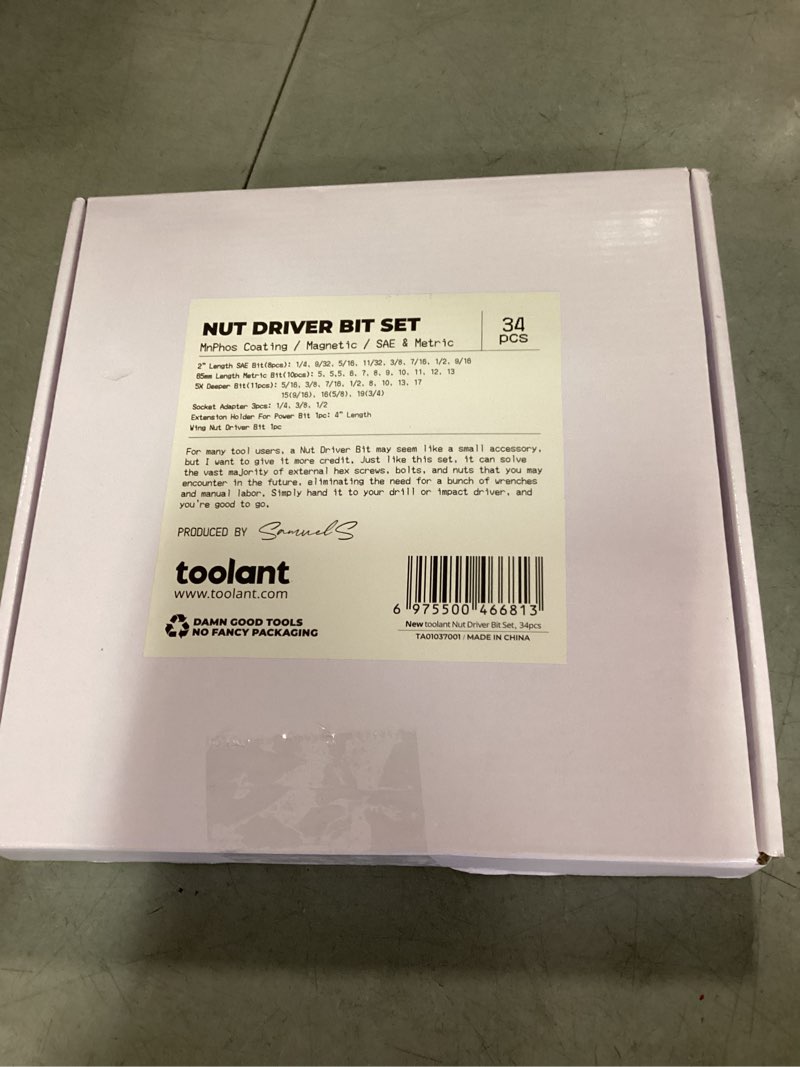 NUT DRIVER BIT SET
34
pcs
MnPhos Coating / Magnetic / SAE & Metric
2" Length SAE Bit(8pcs): 1/4, 9/32, 5/16, 11/32, 3/8, 7/16, 1/2, 9/16
65mm Length Metric Bit(10pcs): 5, 5.5, 6, 7, 8, 9, 10, 11, 12, 13
5X Deeper Bit(11pcs): 5/16, 3/8, 7/16, 1/2, 8, 10, 13, 17
15(9/16), 16(5/8), 19(3/4)
Socket Adapter 3pcs: 1/4, 3/8, 1/2
Extension Holder For Power Bit 1pc: 4" Length
Wing Nut Driver Bit 1pc
For many tool users, a Nut Driver Bit may seem like a small accessory,
but I want to give it more credit. Just like this set, it can solve
the vast majority of external hex screws, bolts, and nuts that you may
encounter in the future, eliminating the need for a bunch of wrenches
and manual labor. Simply hand it to your drill or impact driver, and
you're good to go.
PRODUCED BY SamuelS
toolant
www.toolant.com
DAMN GOOD TOOLS
NO FANCY PACKAGING
6 975500 466813
New toolant Nut Driver Bit Set, 34pcs
TA01037001 / MADE IN CHINA